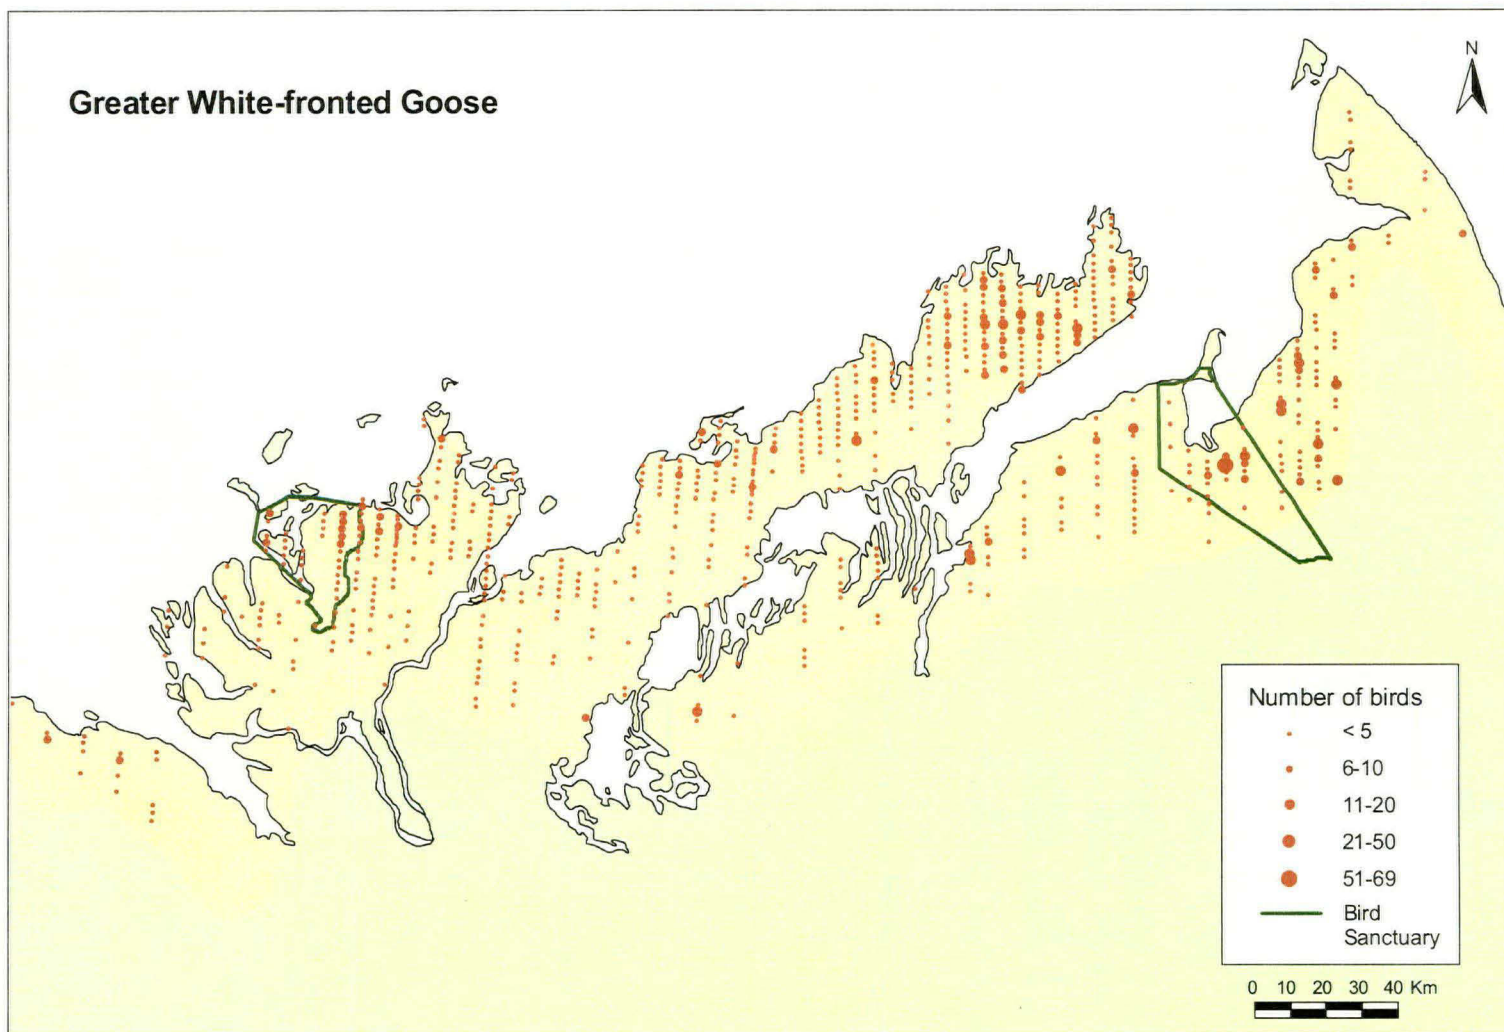 Greater White-fronted Goose
N
Number of birds
< 5
6-10
11-20
21-50
51-69
Bird
Sanctuary
0 10 20 30 40 Km